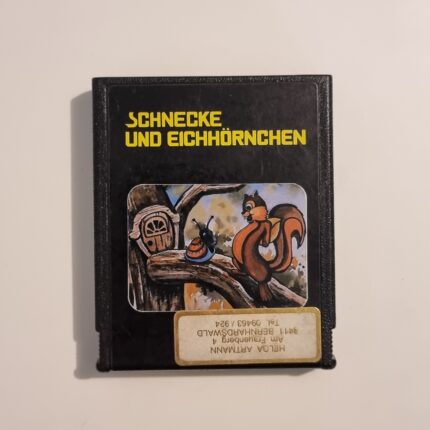 SCHNECKE
UND EICHHÖRNCHEN
HELGA ARTMANN
Am Frauenberg 4
8411 BERNHARDSWALD
Tel. 09463 / 924